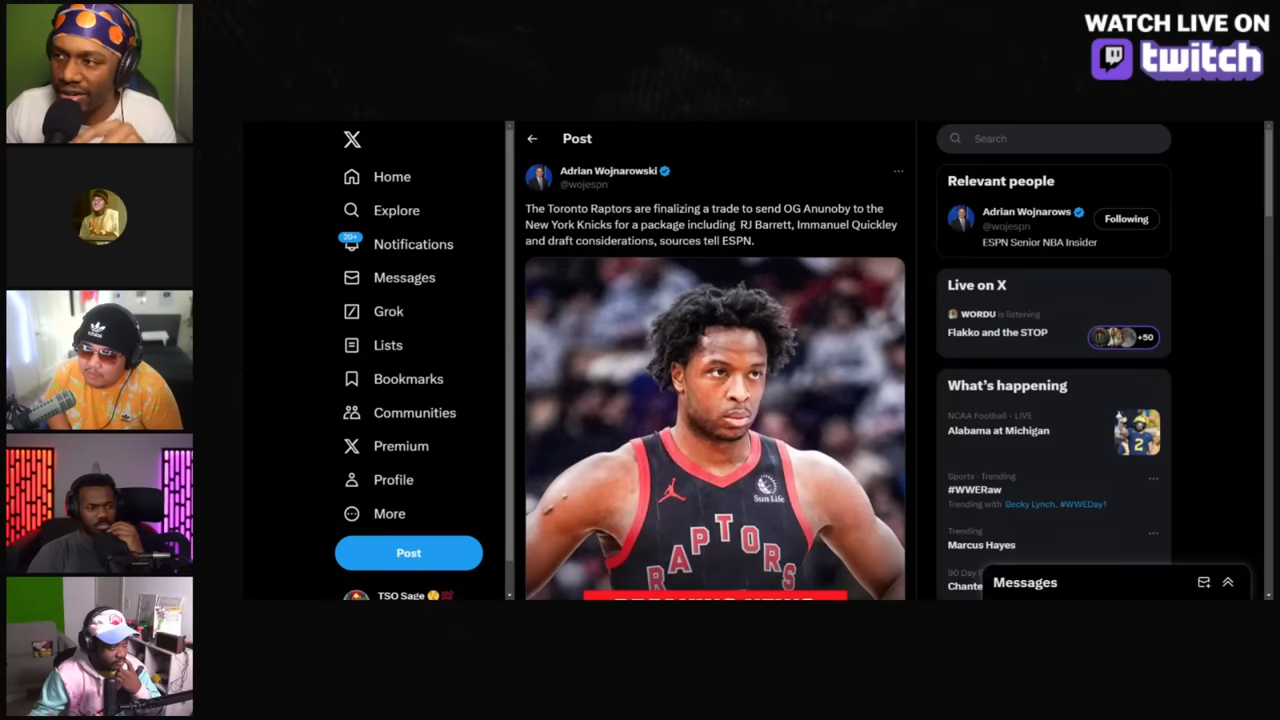 WATCH LIVE ON
twitch
Home
Explore
20+
Notifications
Messages
Grok
Lists
Bookmarks
Communities
Premium
Profile
More
Post
TSO Sage
Post
Adrian Wojnarowski
@wojespn
The Toronto Raptors are finalizing a trade to send OG Anunoby to the
New York Knicks for a package including RJ Barrett, Immanuel Quickley
and draft considerations, sources tell ESPN.
Sun Life
RAPTORS
Search
Relevant people
Adrian Wojnarows
@wojespn
Following
ESPN Senior NBA Insider
Live on X
WORDU is listening
Flakko and the STOP
+50
What's happening
NCAA Football · LIVE
Alabama at Michigan
Sports · Trending
#WWERaw
Trending with Becky Lynch, #WWEDay1
Trending
Marcus Hayes
90 Day
Chante
Messages